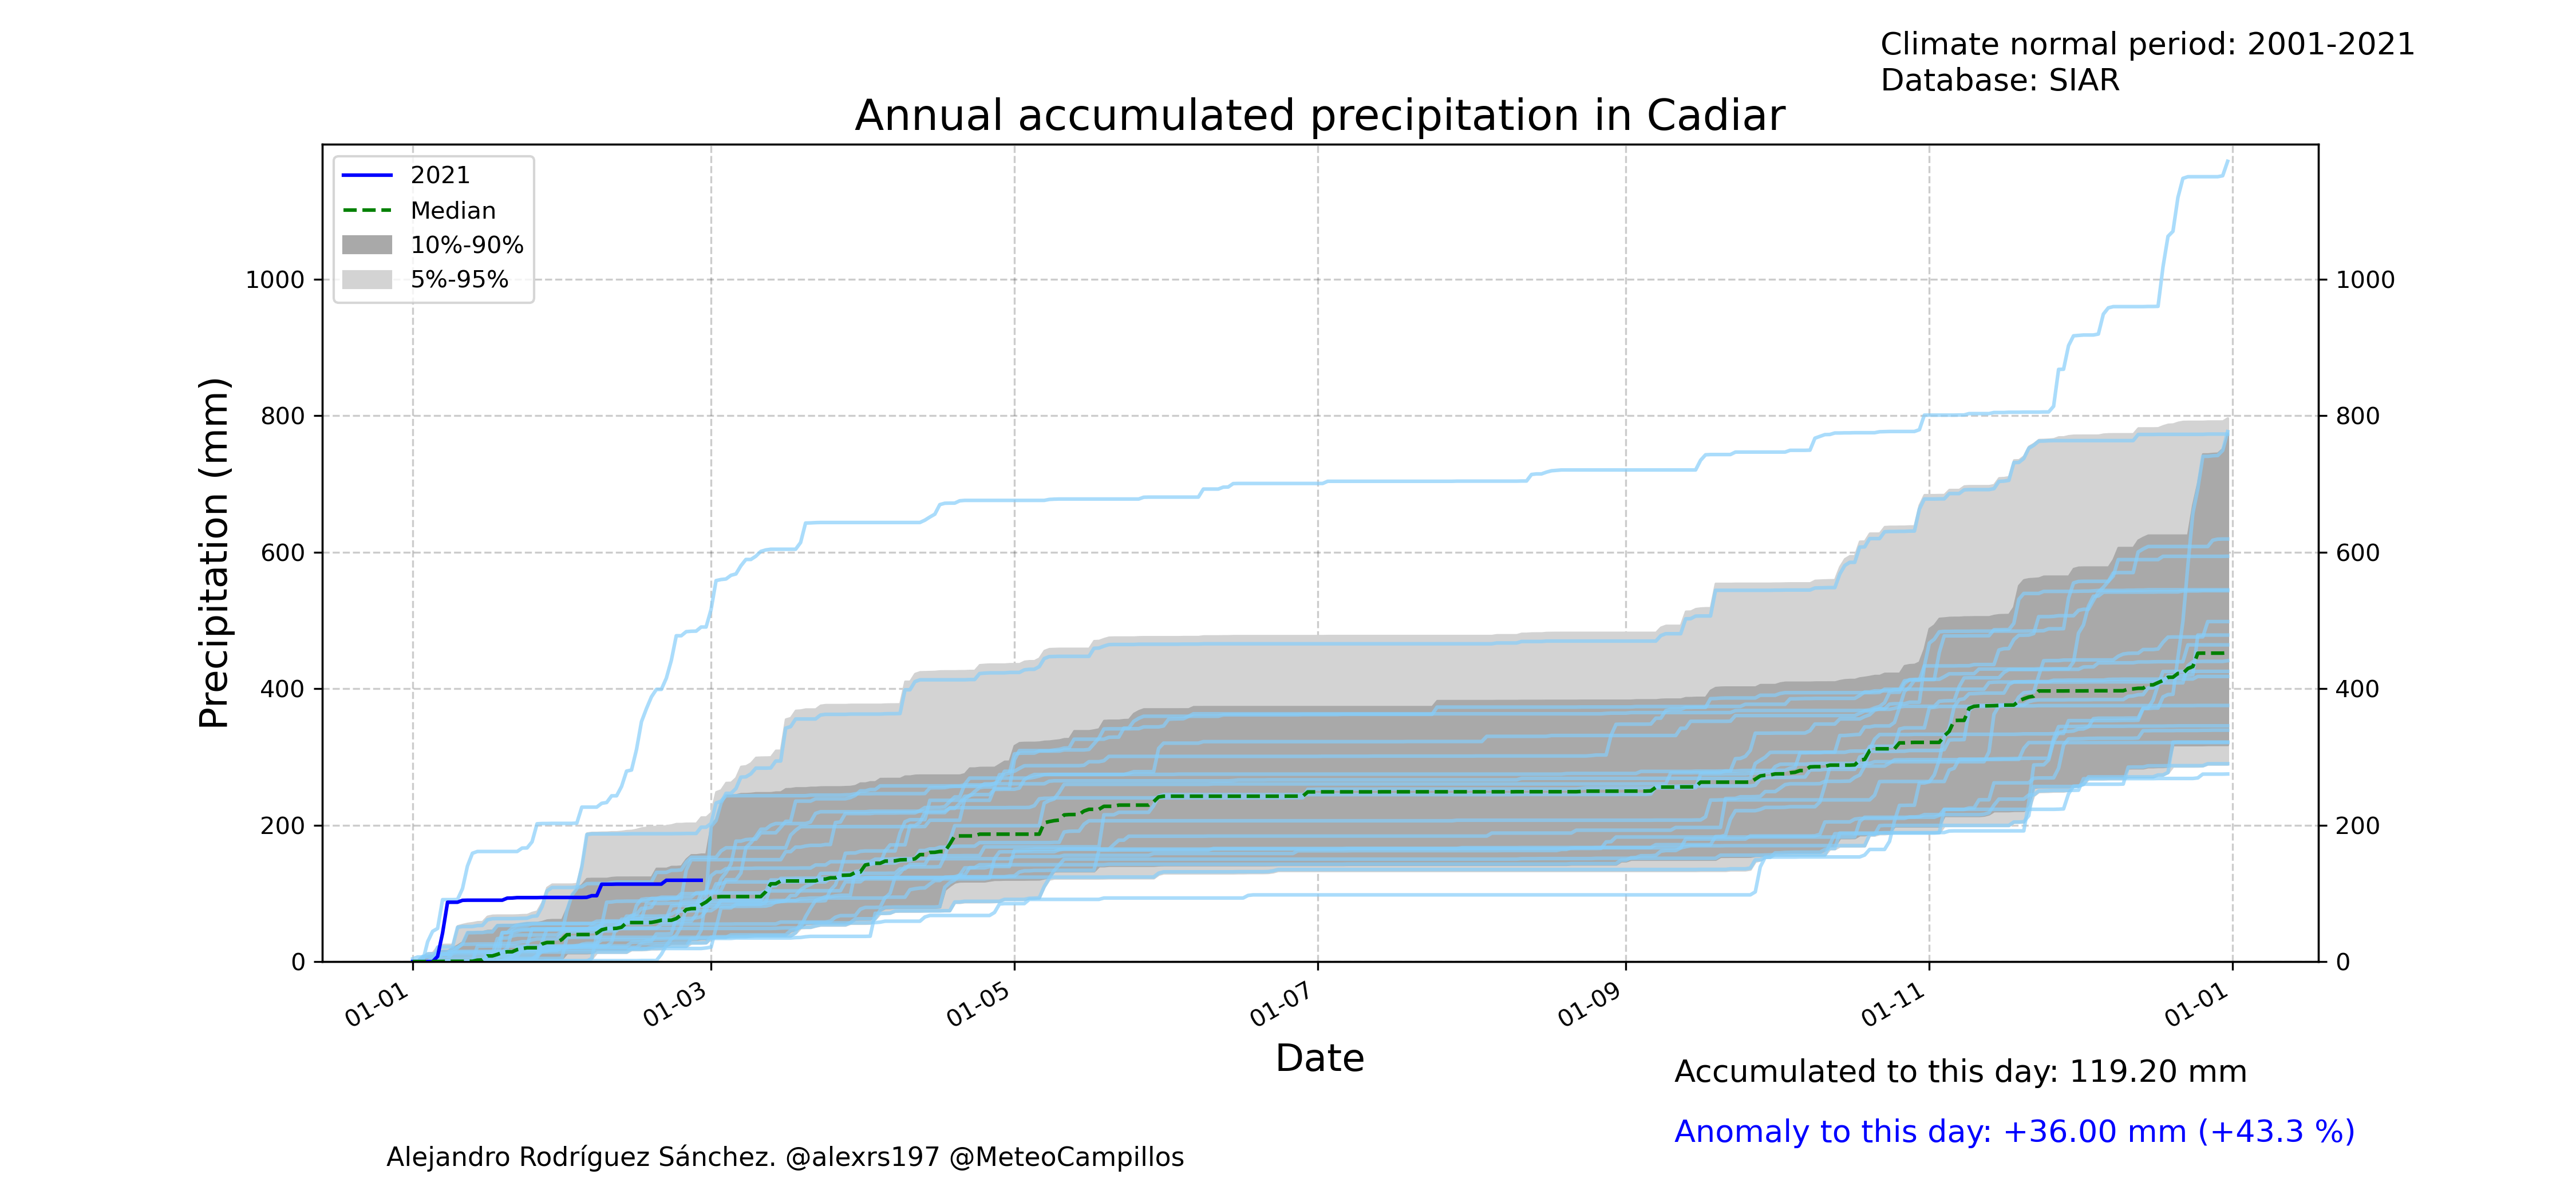 Climate normal period: 2001-2021
Database: SIAR
Annual accumulated precipitation in Cadiar
2021
Median
10%-90%
5%-95%
Precipitation (mm)
1000
800
600
400
200
0
1000
800
600
400
200
0
01-01
01-03
01-05
01-07
01-09
01-11
01-01
Date
Accumulated to this day: 119.20 mm
Anomaly to this day: +36.00 mm (+43.3 %)
Alejandro Rodríguez Sánchez. @alexrs197 @MeteoCampillos